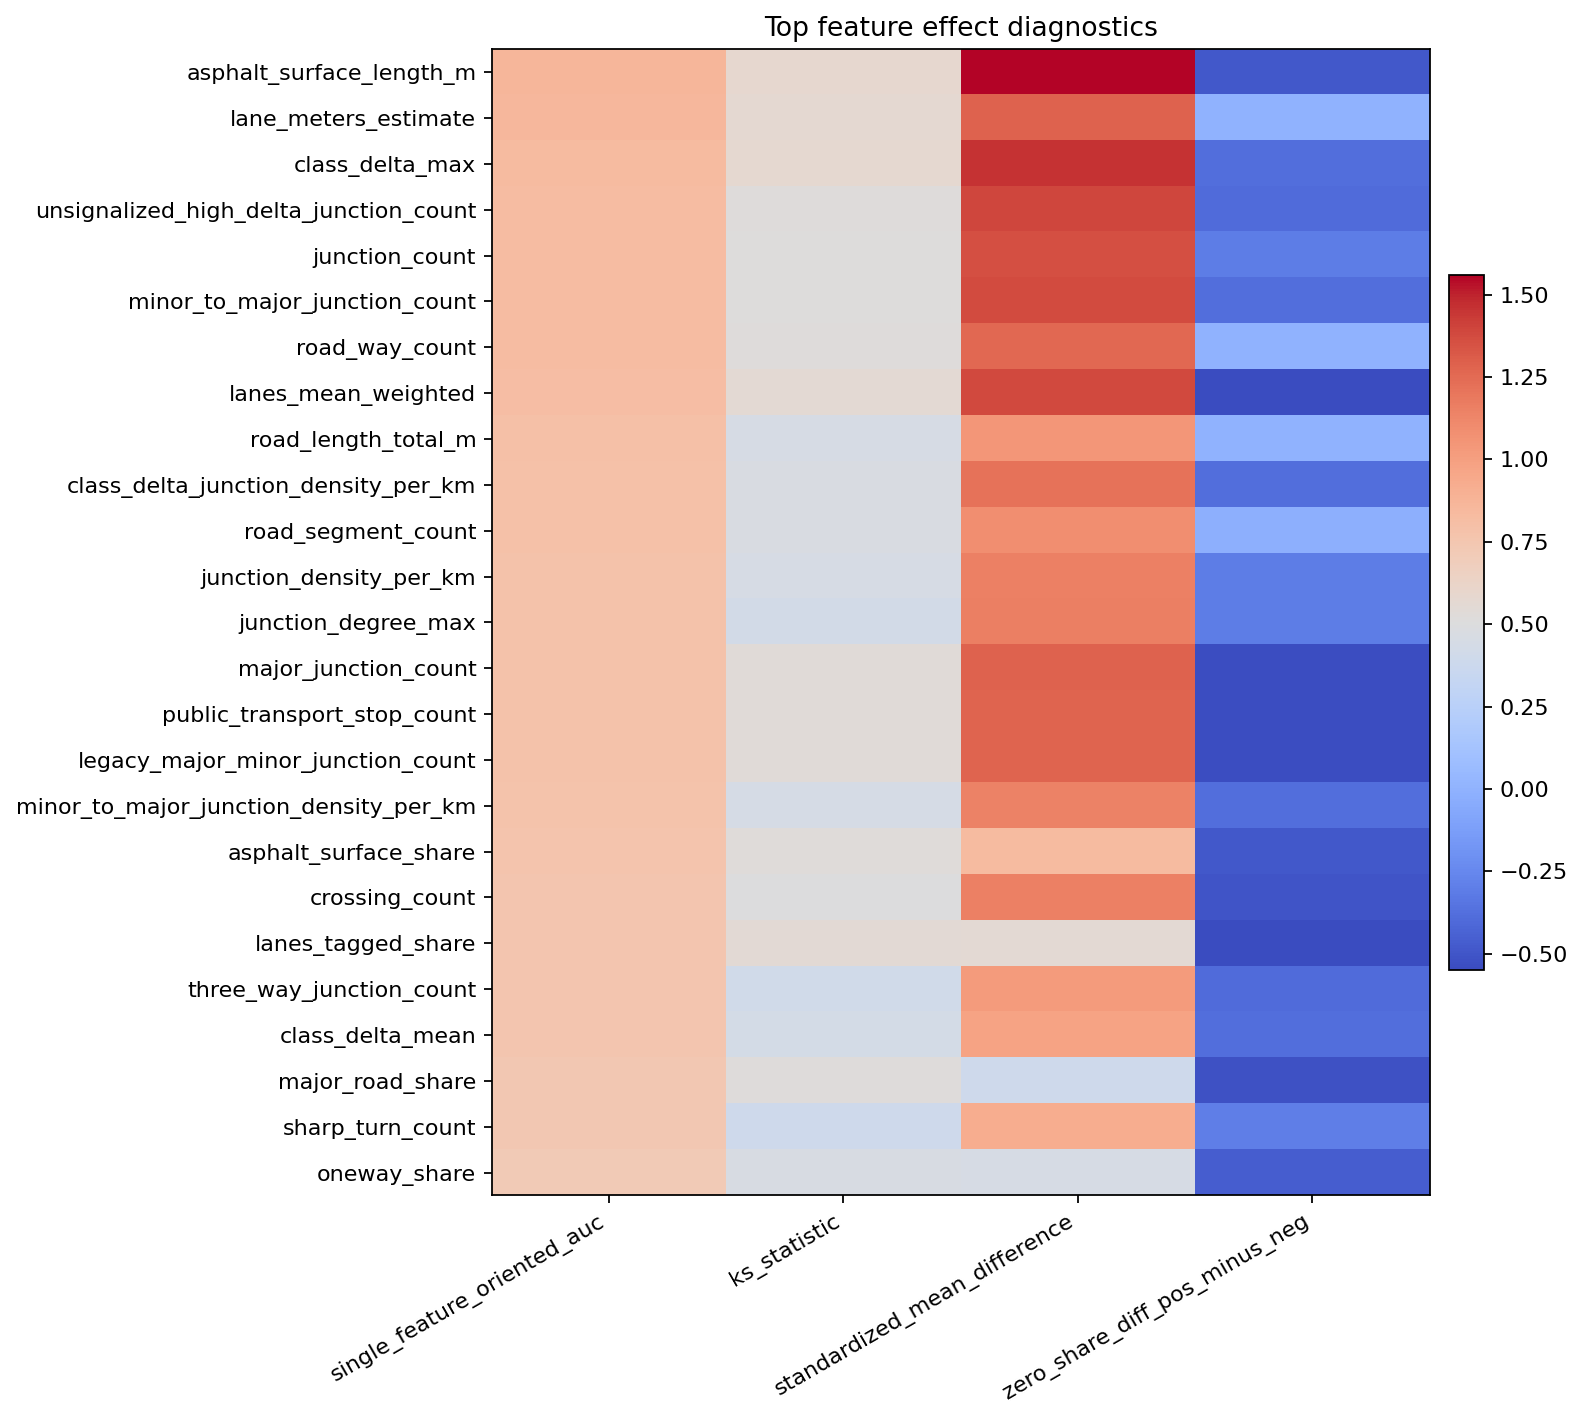 Top feature effect diagnostics
asphalt_surface_length_m
lane_meters_estimate
class_delta_max
unsignalized_high_delta_junction_count
junction_count
minor_to_major_junction_count
road_way_count
lanes_mean_weighted
road_length_total_m
class_delta_junction_density_per_km
road_segment_count
junction_density_per_km
junction_degree_max
major_junction_count
public_transport_stop_count
legacy_major_minor_junction_count
minor_to_major_junction_density_per_km
asphalt_surface_share
crossing_count
lanes_tagged_share
three_way_junction_count
class_delta_mean
major_road_share
sharp_turn_count
oneway_share
single_feature_oriented_auc
ks_statistic
standardized_mean_difference
zero_share_diff_pos_minus_neg
1.50
1.25
1.00
0.75
0.50
0.25
0.00
−0.25
−0.50